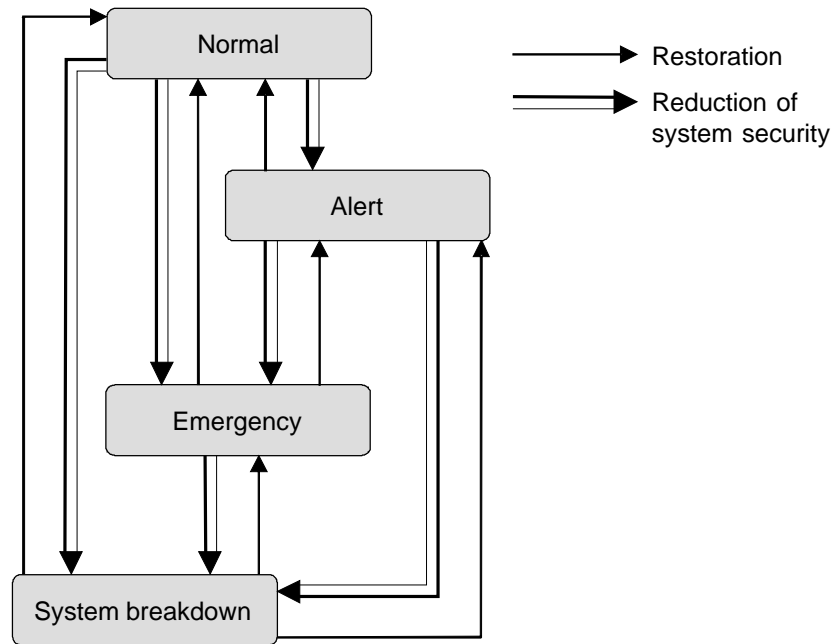 Normal
Restoration
Reduction of
system security
Alert
Emergency
System breakdown